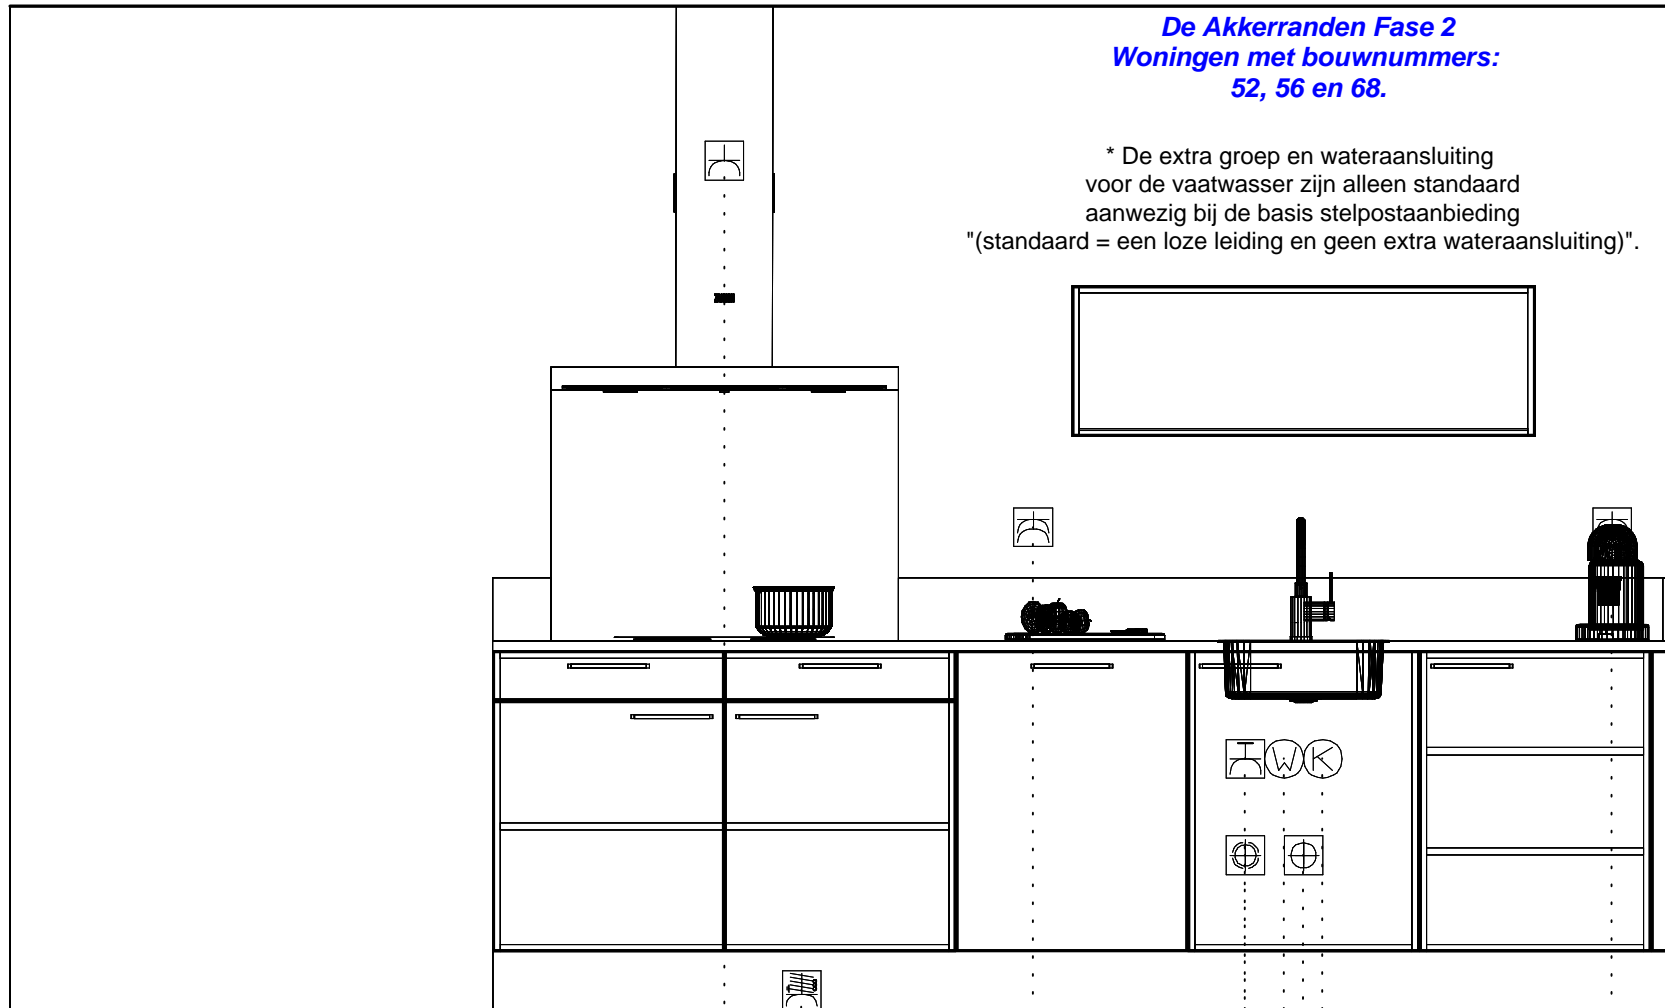 De Akkerranden Fase 2
Woningen met bouwnummers:
52, 56 en 68.
* De extra groep en wateraansluiting
voor de vaatwasser zijn alleen standaard
aanwezig bij de basis stelpostaanbieding
"(standaard = een loze leiding en geen extra wateraansluiting)".
W K